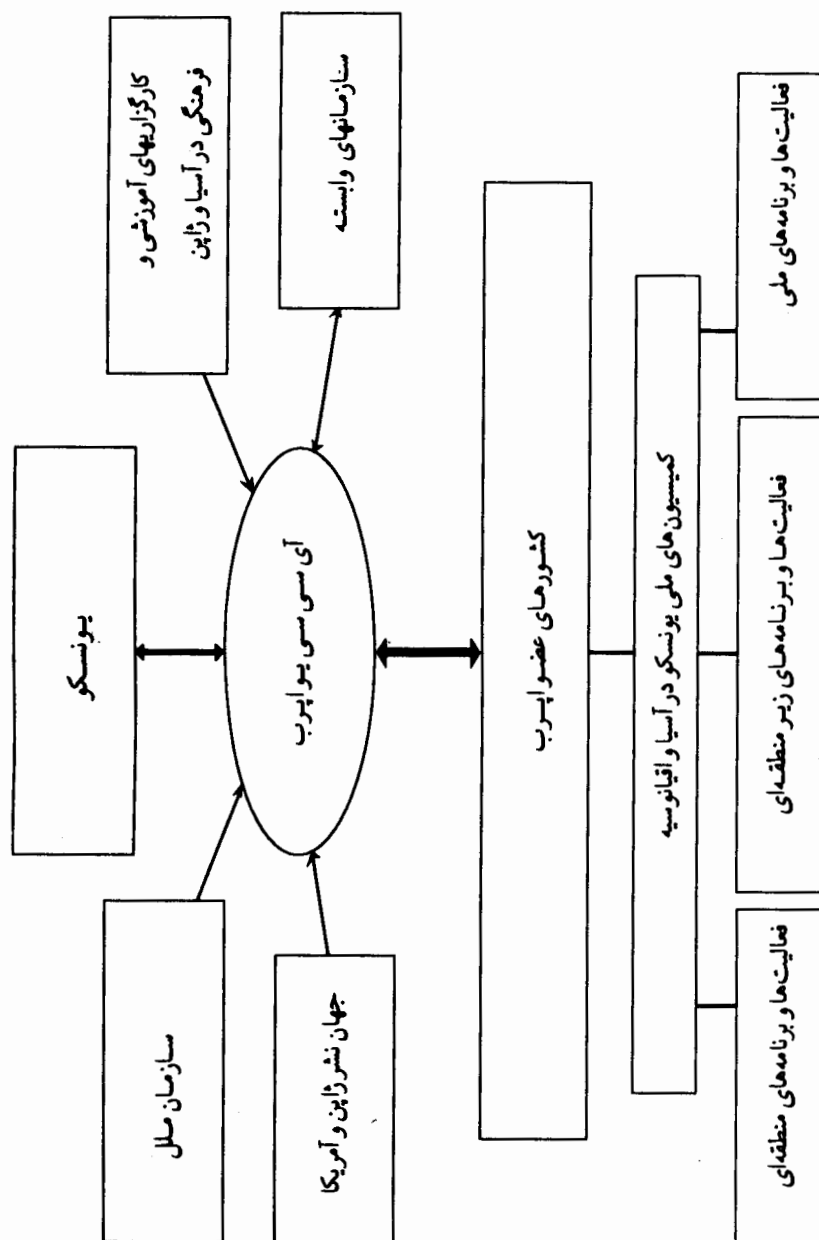 یونسکو
کارگزاریهای آموزشی و
فرهنگی در آسیا و ژاپن
سازمان ملل
سازمانهای وابسته
آی سی سی یو اپرب
جهان نشر ژاپن و آمریکا
کشورهای عضو اپرب
کمیسیون‌های ملی یونسکو در آسیا و اقیانوسیه
فعالیت‌ها و برنامه‌های ملی
فعالیت‌ها و برنامه‌های زیر منطقه‌ای
فعالیت‌ها و برنامه‌های منطقه‌ای